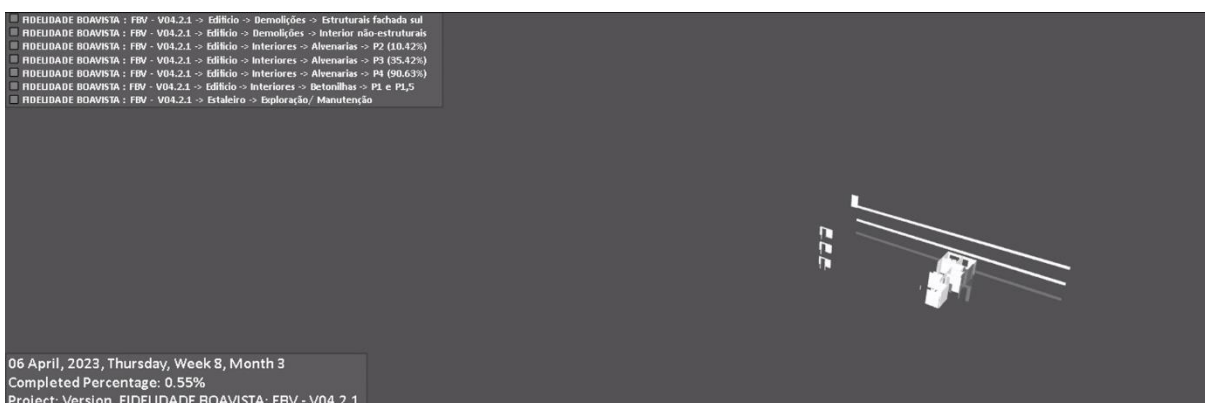 FIDELIDADE BOAVISTA : FBV - V04.2.1 -> Edifício -> Demolições -> Estruturais fachada sul
FIDELIDADE BOAVISTA : FBV - V04.2.1 -> Edifício -> Demolições -> Interior não-estruturais
FIDELIDADE BOAVISTA : FBV - V04.2.1 -> Edifício -> Interiores -> Alvenarias -> P2 (10.42%)
FIDELIDADE BOAVISTA : FBV - V04.2.1 -> Edifício -> Interiores -> Alvenarias -> P3 (35.42%)
FIDELIDADE BOAVISTA : FBV - V04.2.1 -> Edifício -> Interiores -> Alvenarias -> P4 (90.63%)
FIDELIDADE BOAVISTA : FBV - V04.2.1 -> Edifício -> Interiores -> Betonilhas -> P1 e P1,5
FIDELIDADE BOAVISTA : FBV - V04.2.1 -> Estaleiro -> Exploração/ Manutenção
06 April, 2023, Thursday, Week 8, Month 3
Completed Percentage: 0.55%
Project: Version, FIDELIDADE BOAVISTA: FBV - V04.2.1